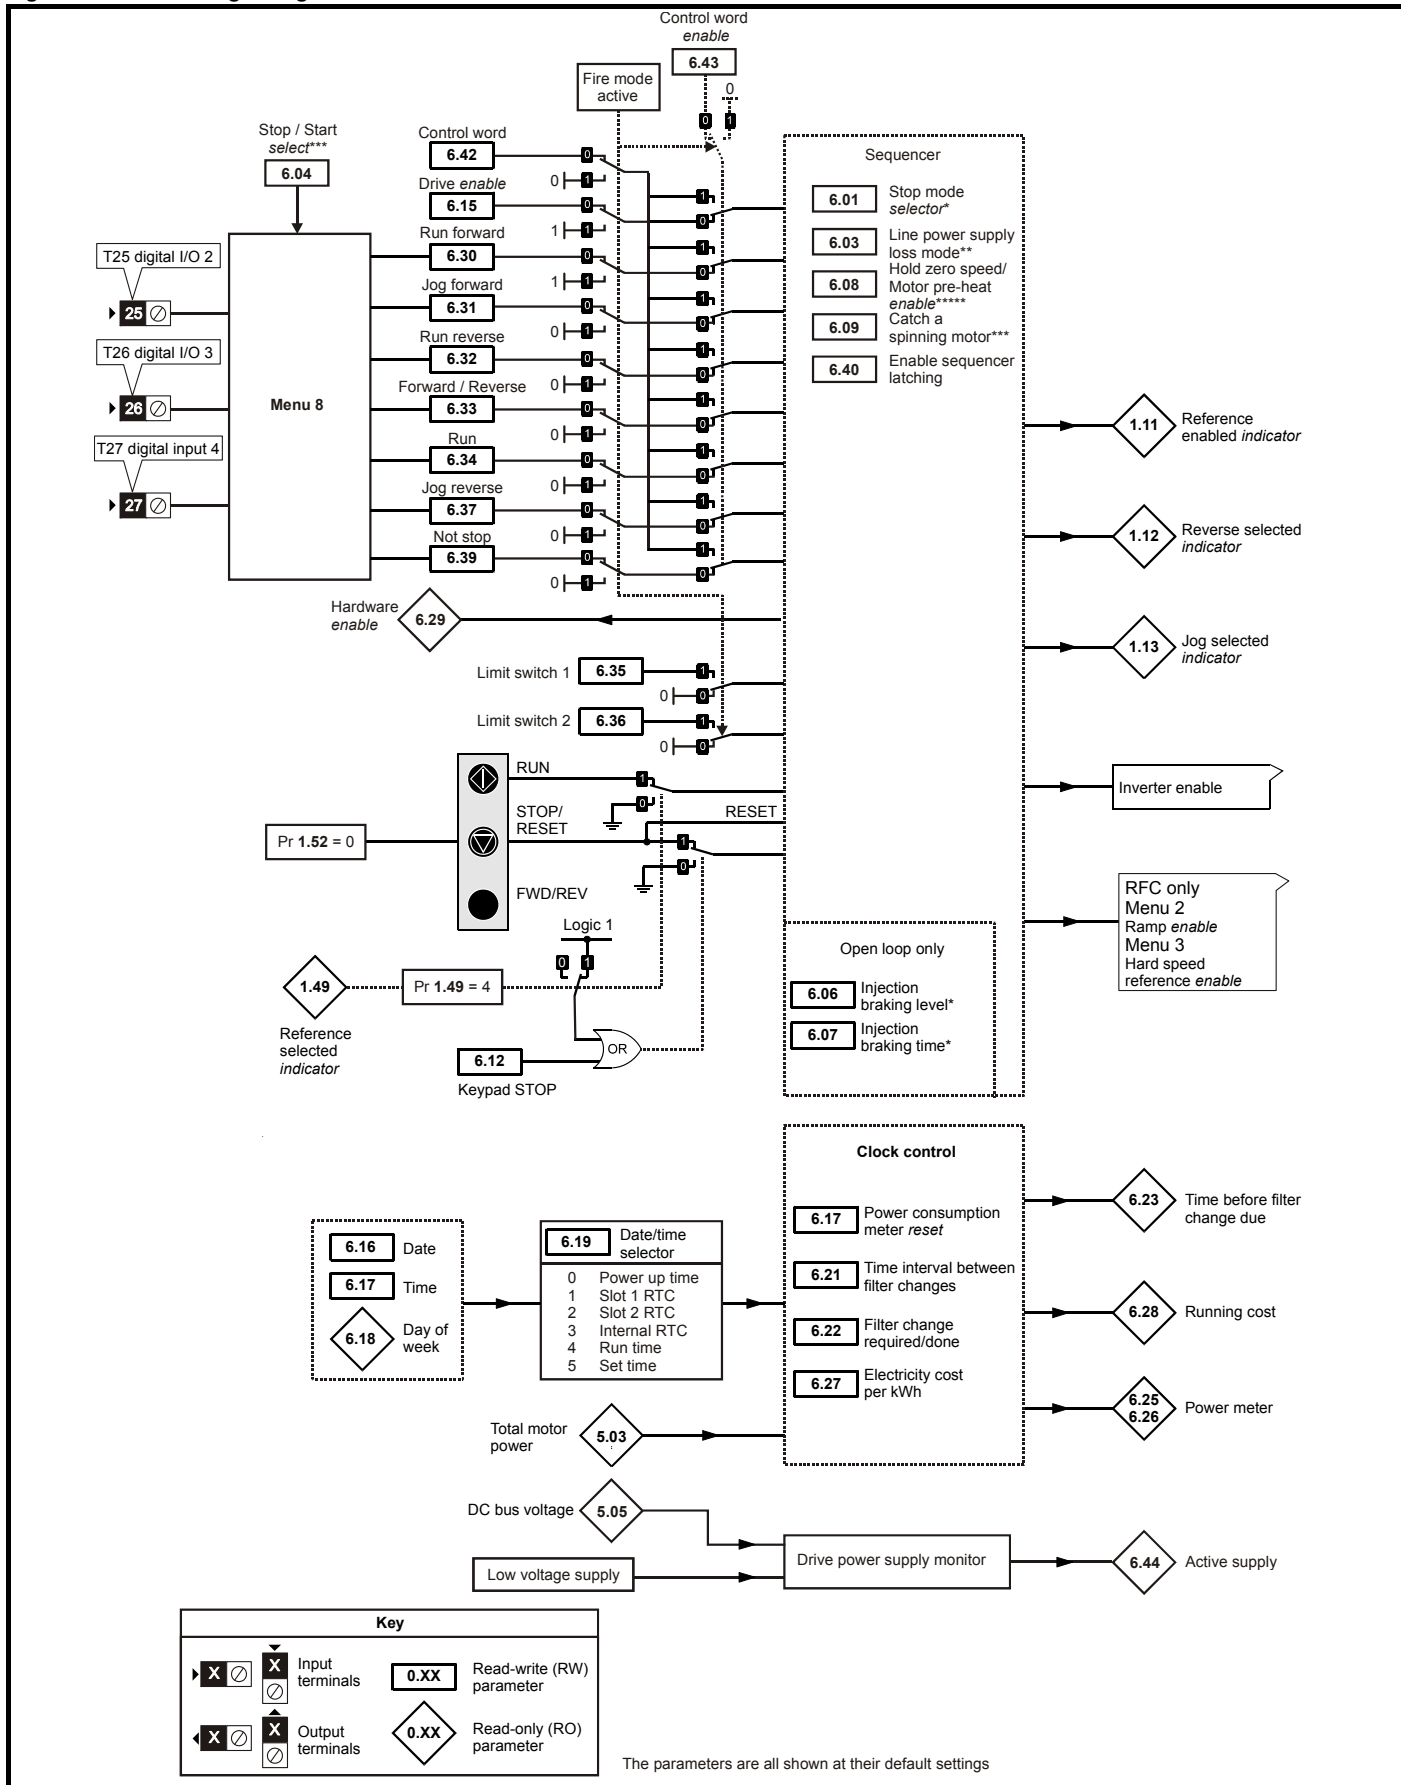 Control word
enable
6.43
Fire mode
active
0
0 1
Stop / Start
select***
6.04
Control word
6.42
0
0 1
Drive enable
6.15
0
1 1
Run forward
6.30
0
1 1
Jog forward
6.31
0
0 1
Run reverse
6.32
0
0 1
Forward / Reverse
6.33
0
0 1
Run
6.34
0
0 1
Jog reverse
6.37
0
0 1
Not stop
6.39
0
0 1
1
0
1
0
1
0
1
0
1
0
1
0
1
0
1
0
T25 digital I/O 2
25
T26 digital I/O 3
26
T27 digital input 4
27
Menu 8
Sequencer
6.01 Stop mode
selector*
6.03 Line power supply
loss mode**
6.08 Hold zero speed/
Motor pre-heat
enable*****
6.09 Catch a
spinning motor***
6.40 Enable sequencer
latching
1.11 Reference
enabled indicator
1.12 Reverse selected
indicator
1.13 Jog selected
indicator
Hardware
enable
6.29
Limit switch 1 6.35 1
0 0
Limit switch 2 6.36 1
0 0
Inverter enable
RUN
1
0
STOP/
RESET
RESET
1
0
FWD/REV
Pr 1.52 = 0
RFC only
Menu 2
Ramp enable
Menu 3
Hard speed
reference enable
Logic 1
0 1
1.49
Pr 1.49 = 4
Reference
selected
indicator
OR
6.12
Keypad STOP
Open loop only
6.06 Injection
braking level*
6.07 Injection
braking time*
Clock control
6.17 Power consumption
meter reset
6.21 Time interval between
filter changes
6.22 Filter change
required/done
6.27 Electricity cost
per kWh
6.16 Date
6.17 Time
6.18 Day of
week
6.19 Date/time
selector
0 Power up time
1 Slot 1 RTC
2 Slot 2 RTC
3 Internal RTC
4 Run time
5 Set time
6.23 Time before filter
change due
6.28 Running cost
6.25
6.26
Power meter
Total motor
power
5.03
DC bus voltage 5.05
Low voltage supply
Drive power supply monitor
6.44 Active supply
Key
X X Input
terminals
0.XX Read-write (RW)
parameter
X X Output
terminals
0.XX Read-only (RO)
parameter
The parameters are all shown at their default settings